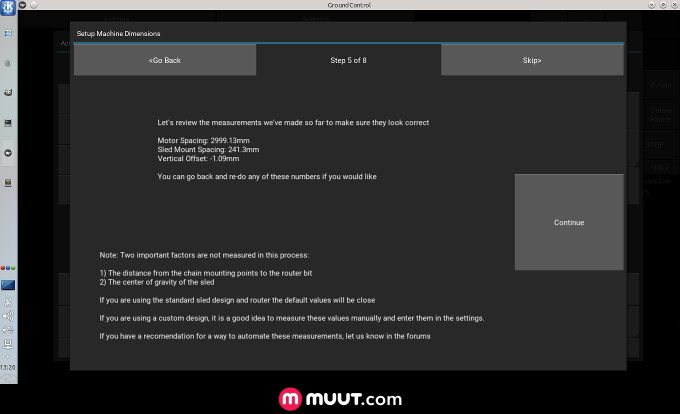 GroundControl
Actions
Setup Machine Dimensions
<Go Back
Step 5 of 8
Skip>
Let's review the measurements we've made so far to make sure they look correct
Motor Spacing: 2999.13mm
Sled Mount Spacing: 241.3mm
Vertical Offset: -1.09mm
You can go back and re-do any of these numbers if you would like
Z-Axis
Define
Home
STOP
Continue
Note: Two important factors are not measured in this process:
1) The distance from the chain mounting points to the router bit
2) The center of gravity of the sled
If you are using the standard sled design and router the default values will be close
If you are using a custom design, it is a good idea to measure these values manually and enter them in the settings.
If you have a recomendation for a way to automate these measurements, let us know in the forums
13:26
muut.com